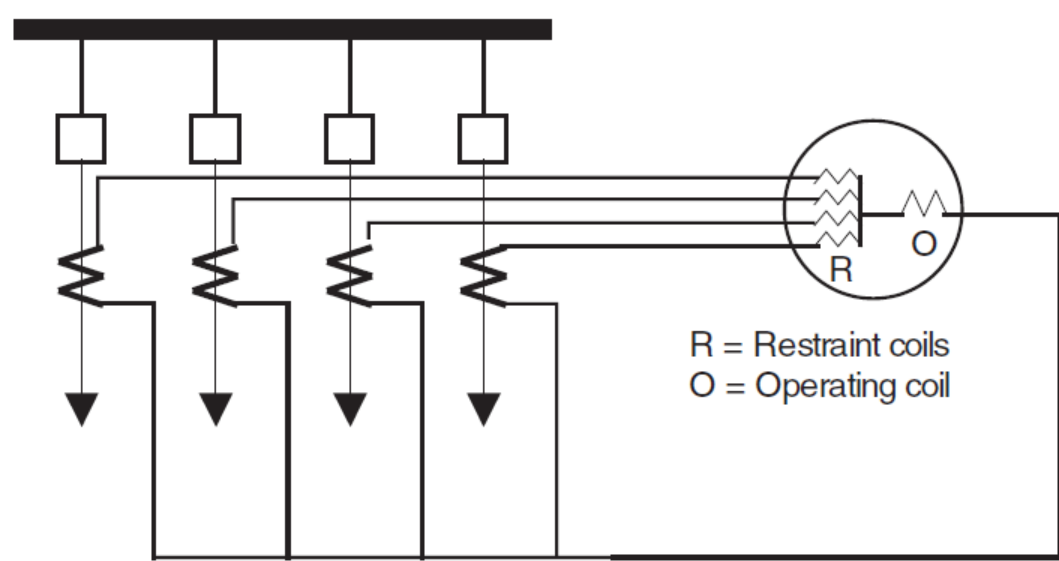 R
O
R = Restraint coils
O = Operating coil